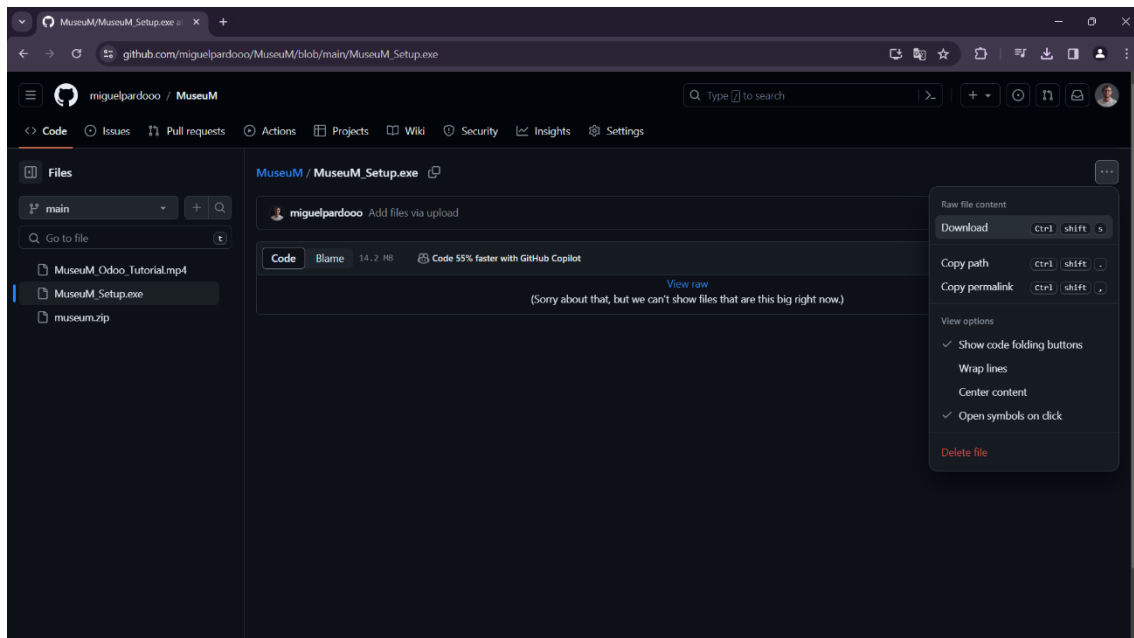 MuseuM/MuseuM_Setup.exe a
github.com/miguelpardooo/MuseuM/blob/main/MuseuM_Setup.exe
miguelpardooo / MuseuM
Type / to search
Code Issues Pull requests Actions Projects Wiki Security Insights Settings
Files
MuseuM / MuseuM_Setup.exe
main
miguelpardooo Add files via upload
Raw file content
Download Ctrl shift s
Go to file t
Code Blame 14.2 MB Code 55% faster with GitHub Copilot
MuseuM_Odoo_Tutorial.mp4
Copy path Ctrl shift .
View raw
Copy permalink Ctrl shift ,
MuseuM_Setup.exe
(Sorry about that, but we can't show files that are this big right now.)
museum.zip
View options
Show code folding buttons
Wrap lines
Center content
Open symbols on click
Delete file